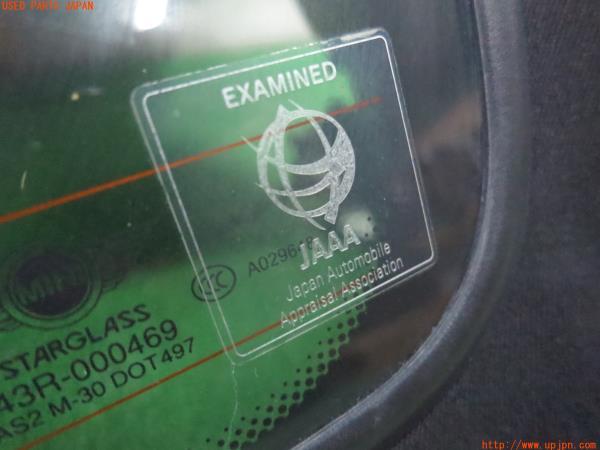 USED PARTS JAPAN
EXAMINED
JAAA
Japan Automobile
Appraisal Association
CCC
STARGLASS
43R-000469
AS2 M-30 DOT497
http://www.upjpn.com/